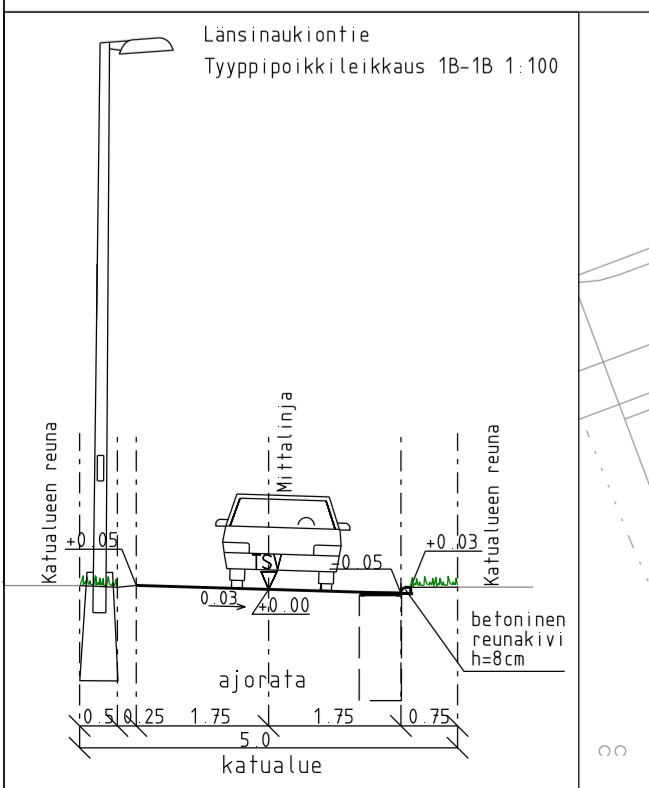 Länsinaukiontie
Tyyppipoikkileikkaus 1B-1B 1:100
Katualueen reuna
Mittalinja
Katualueen reuna
+0.05
TSV
-0.05
+0.03
0.03
+0.00
betoninen
reunakivi
h=8cm
ajorata
0.5 0.25 1.75 1.75 0.75
5.0
katualue